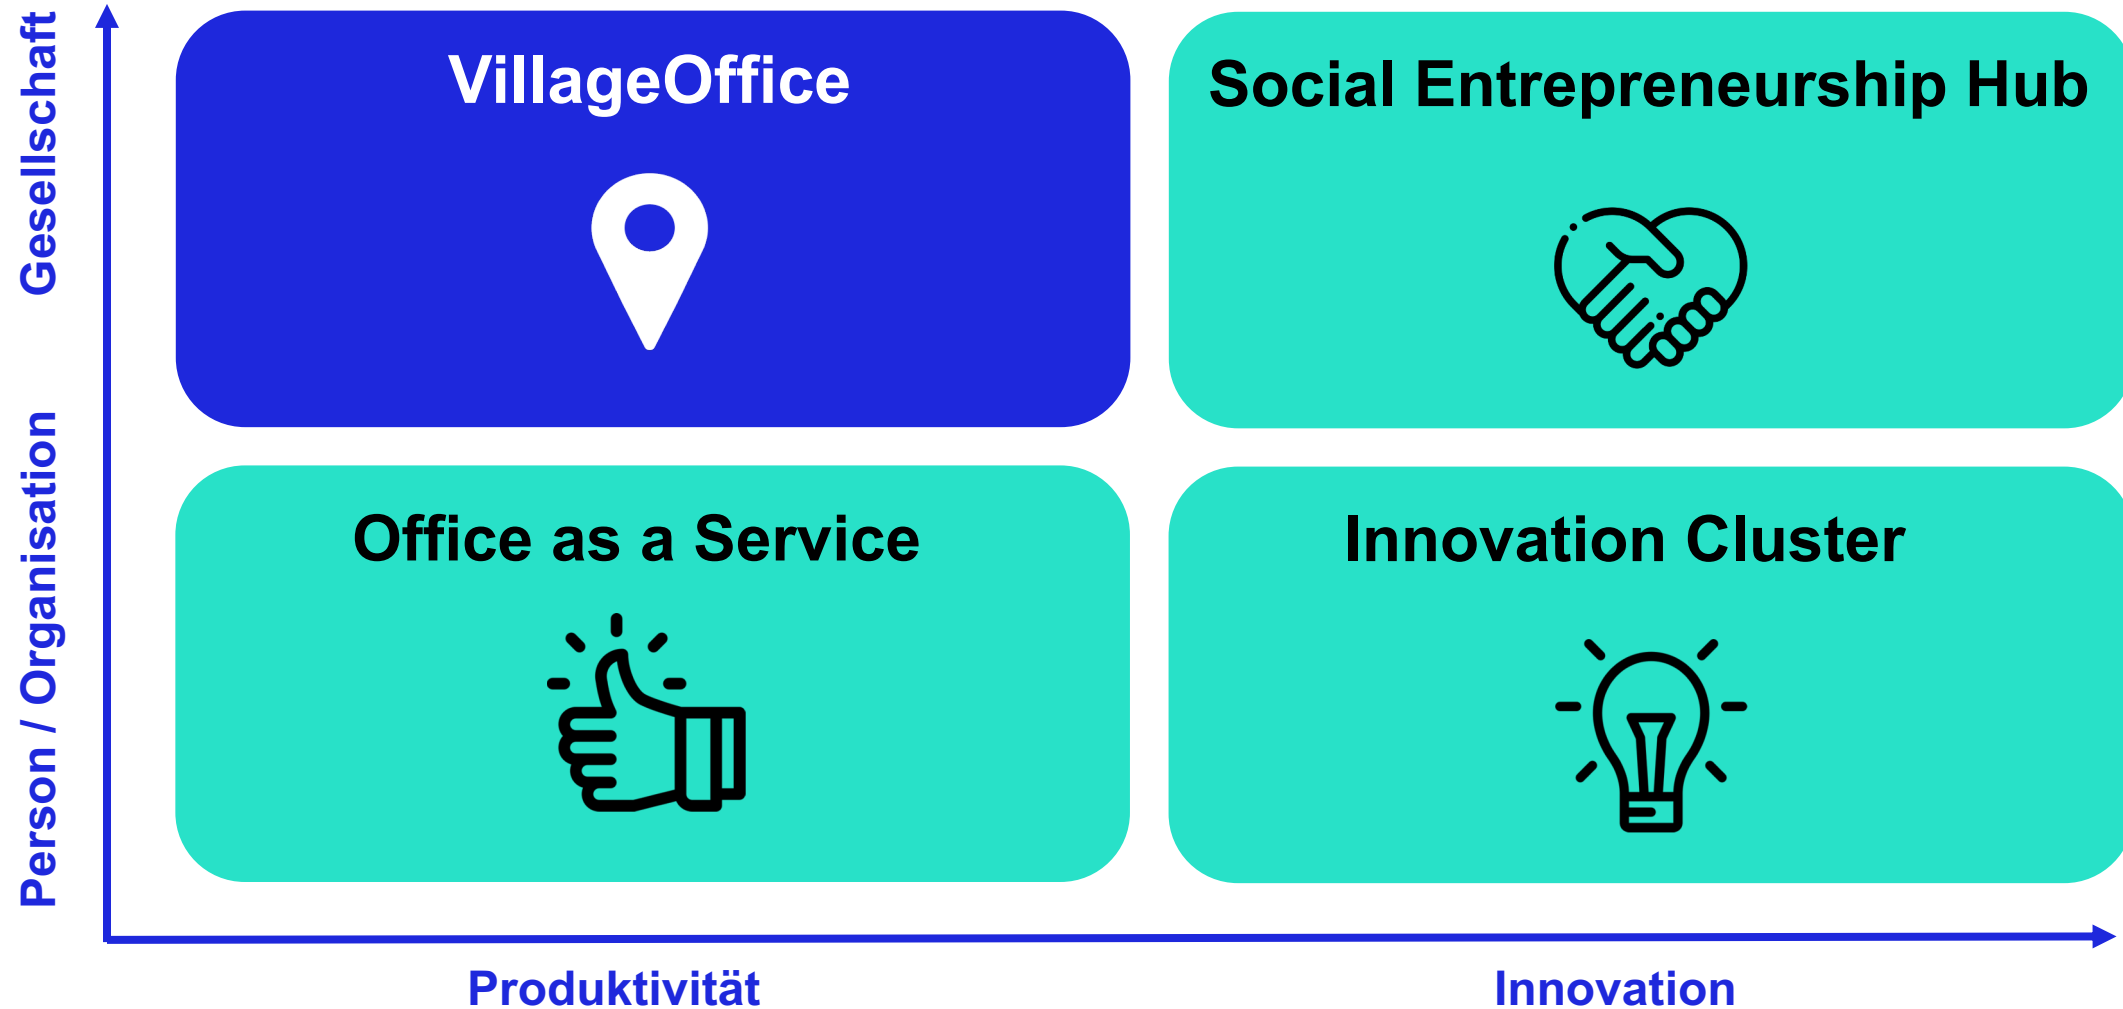 Gesellschaft
VillageOffice
Social Entrepreneurship Hub
Person / Organisation
Office as a Service
Innovation Cluster
Produktivität
Innovation